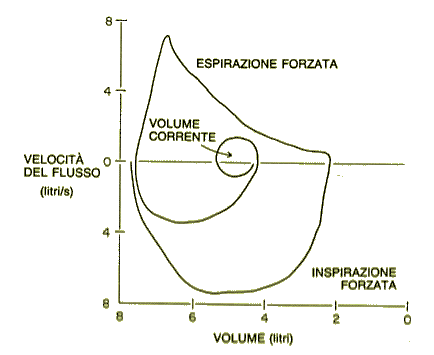 8
ESPIRAZIONE FORZATA
4
VOLUME
CORRENTE
VELOCITÀ
DEL FLUSSO
(litri/s)
0
4
INSPIRAZIONE
FORZATA
8
8 6 4 2 0
VOLUME (litri)